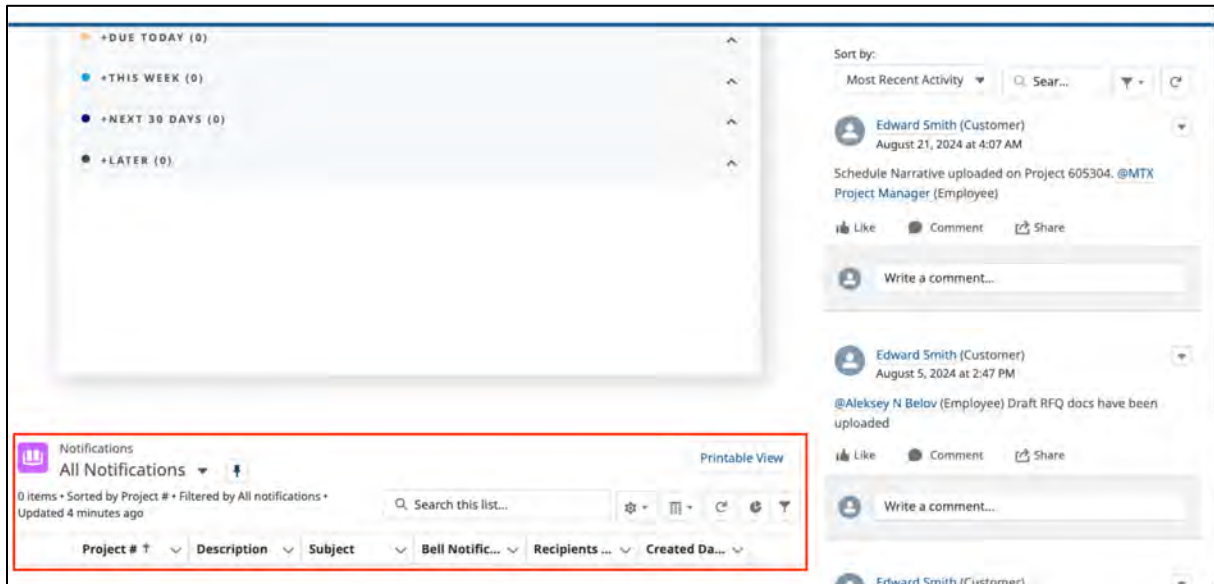 +DUE TODAY (0)
+THIS WEEK (0)
+NEXT 30 DAYS (0)
+LATER (0)
Notifications
All Notifications
Printable View
0 items • Sorted by Project # • Filtered by All notifications •
Updated 4 minutes ago
Search this list...
Project # ↑ Description Subject Bell Notific... Recipients ... Created Da...
Sort by:
Most Recent Activity Sear...
Edward Smith (Customer)
August 21, 2024 at 4:07 AM
Schedule Narrative uploaded on Project 605304. @MTX
Project Manager (Employee)
Like Comment Share
Write a comment...
Edward Smith (Customer)
August 5, 2024 at 2:47 PM
@Aleksey N Belov (Employee) Draft RFQ docs have been
uploaded
Like Comment Share
Write a comment...
Edward Smith (Customer)